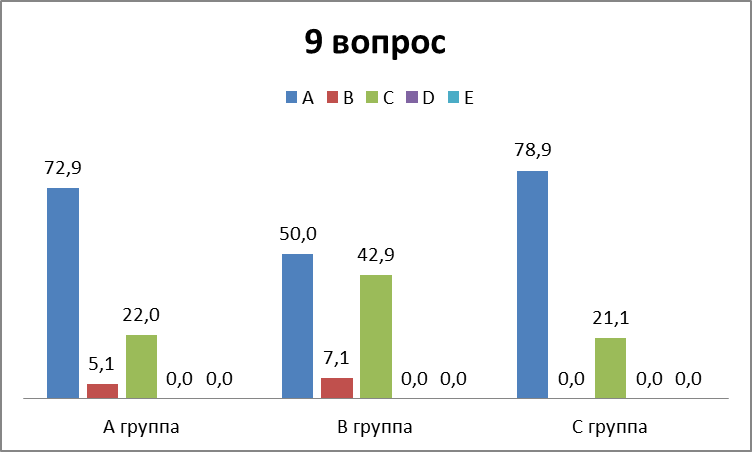 9 вопрос
A B C D E
72,9 5,1 22,0 0,0 0,0
50,0 7,1 42,9 0,0 0,0
78,9 0,0 21,1 0,0 0,0
А группа В группа С группа